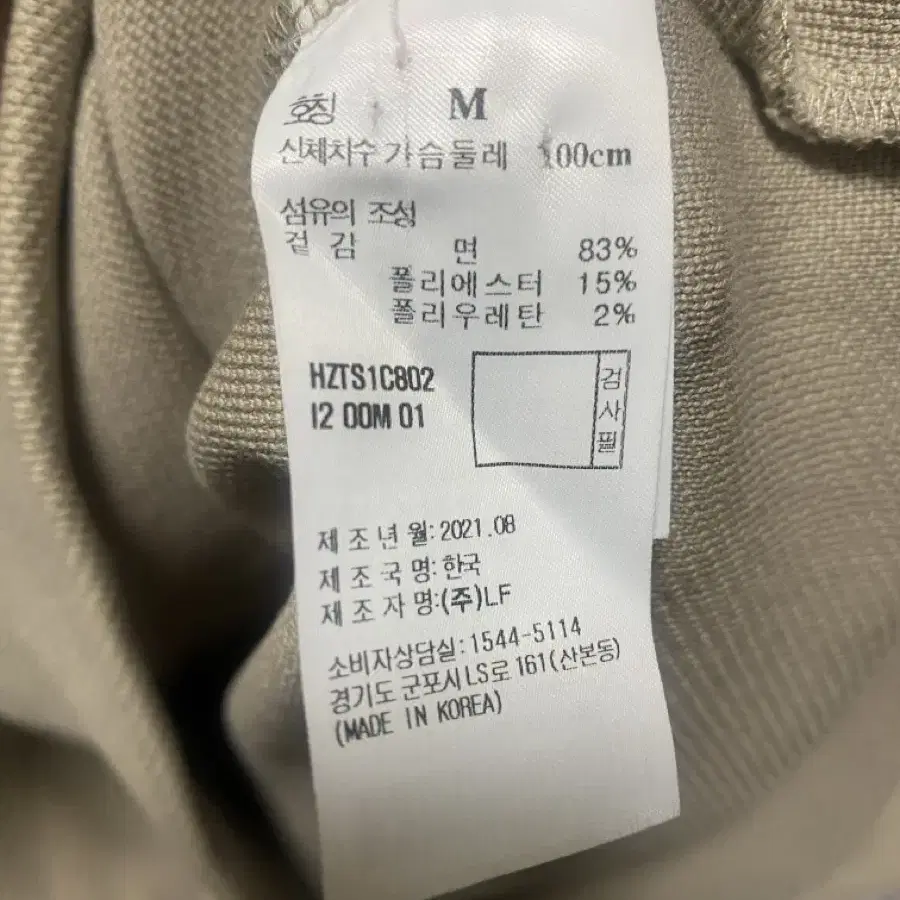 호칭 M
신체치수 가슴둘레 100cm
섬유의 조성
겉 감 면 83%
폴리에스터 15%
폴리우레탄 2%
HZTS1C802
I2 00M 01
검사필
제 조 년 월: 2021.08
제 조 국 명: 한국
제 조 자 명:(주)LF
소비자상담실: 1544-5114
경기도 군포시 LS로 161(산본동)
(MADE IN KOREA)